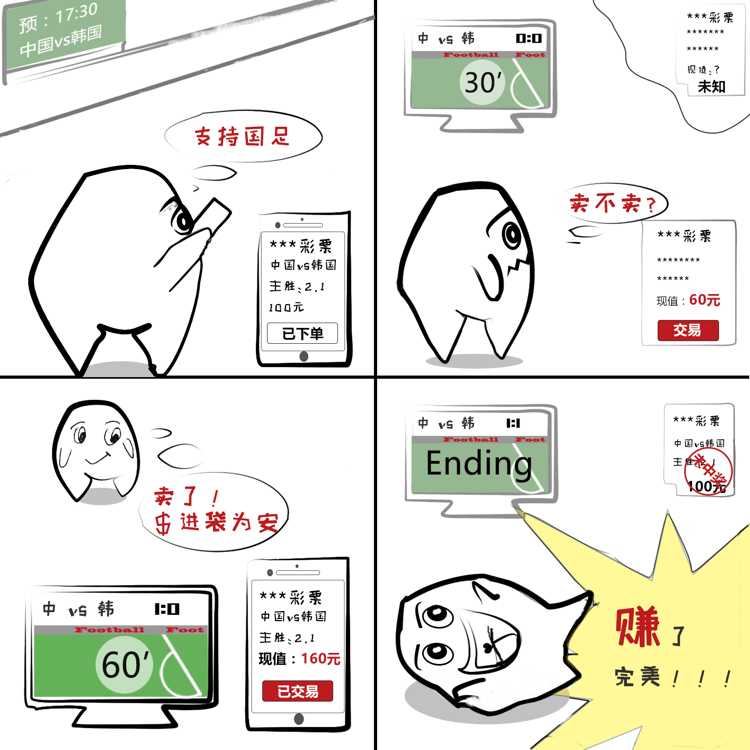 预：17:30
中国vs韩国
支持国足
***彩票
中国vs韩国
主胜:2.1
100元
已下单
中 vs 韩 0:0
Football Foot
30′
***彩票
*******
******
现值:?
未知
卖不卖?
***彩票
********
******
现值：60元
交易
卖了！
$进袋为安
中 vs 韩 1:0
Football Foot
60′
***彩票
中国vs韩国
主胜:2.1
现值：160元
已交易
中 vs 韩 1:1
Football Foot
Ending
***彩票
中国vs韩国
主胜
未中奖
100元
赚了
完美！！！